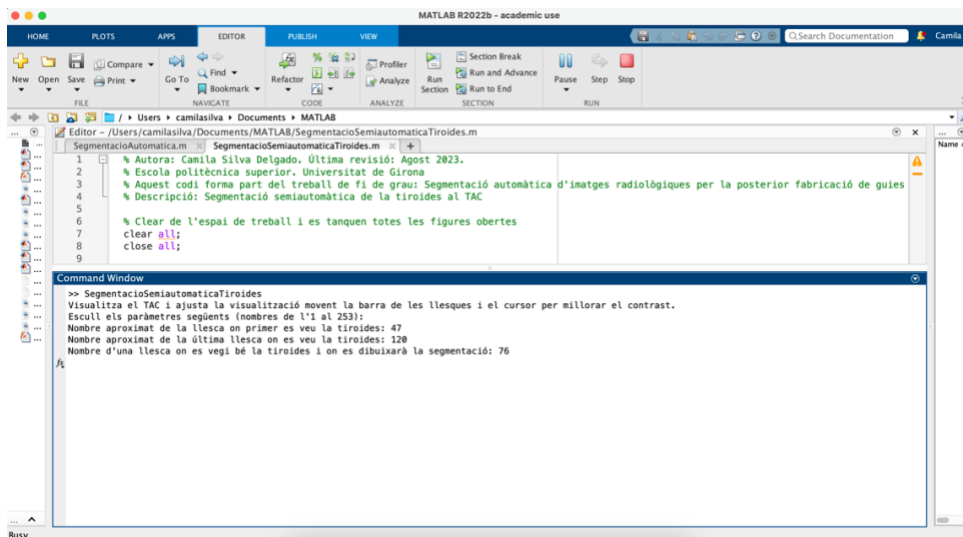 MATLAB R2022b - academic use
HOME PLOTS APPS EDITOR PUBLISH VIEW Search Documentation Camila
New Open Save Compare Print Go To Find Bookmark Refactor Profiler Analyze Run Section Section Break Run and Advance Run to End Pause Step Stop
FILE NAVIGATE CODE ANALYZE SECTION RUN
/ Users camilasilva Documents MATLAB
Editor - /Users/camilasilva/Documents/MATLAB/SegmentacioSemiautomaticaTiroides.m
Name
SegmentacioAutomatica.m SegmentacioSemiautomaticaTiroides.m
1 % Autora: Camila Silva Delgado. Última revisió: Agost 2023.
2 % Escola politècnica superior. Universitat de Girona
3 % Aquest codi forma part del treball de fi de grau: Segmentació automàtica d'imatges radiològiques per la posterior fabricació de guies
4 % Descripció: Segmentació semiautomàtica de la tiroides al TAC
5
6 % Clear de l'espai de treball i es tanquen totes les figures obertes
7 clear all;
8 close all;
9
Command Window
>> SegmentacioSemiautomaticaTiroides
Visualitza el TAC i ajusta la visualització movent la barra de les llesques i el cursor per millorar el contrast.
Escull els paràmetres següents (nombres de l'1 al 253):
Nombre aproximat de la llesca on primer es veu la tiroides: 47
Nombre aproximat de la última llesca on es veu la tiroides: 120
Nombre d'una llesca on es vegi bé la tiroides i on es dibuixarà la segmentació: 76
fx
Busy